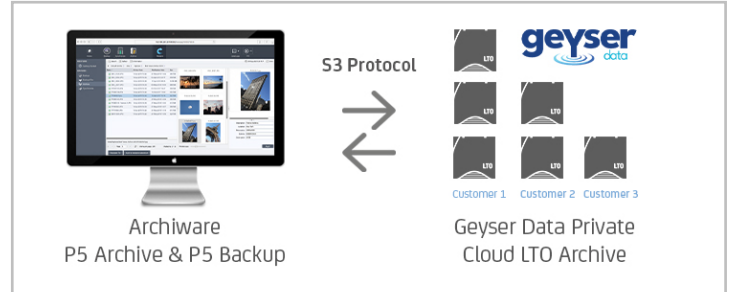 S3 Protocol
Archiware
P5 Archive & P5 Backup
geyser
data
LTO
LTO
LTO
LTO
LTO
LTO
Customer 1
Customer 2
Customer 3
Geyser Data Private
Cloud LTO Archive